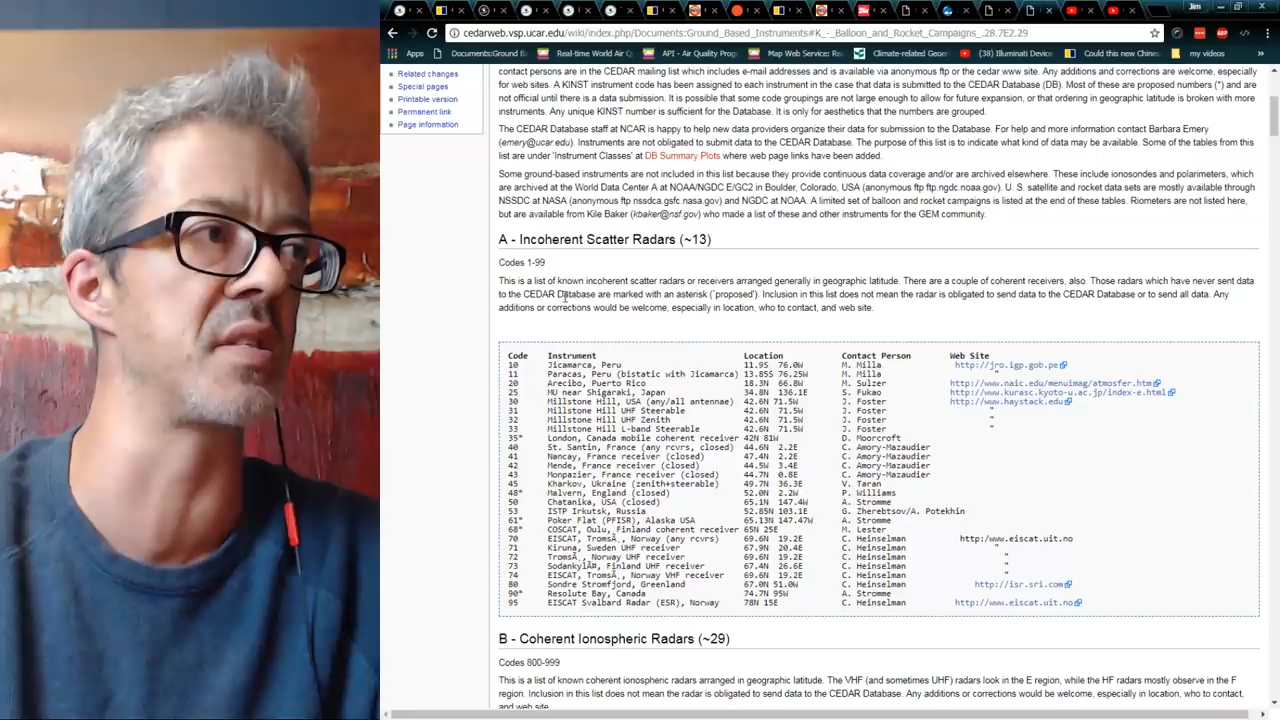 Jim
cedarweb.vsp.ucar.edu/wiki/index.php/Documents:Ground_Based_Instruments#K_-_Balloon_and_Rocket_Campaigns_.28.7E2.29
Apps
Documents:Ground B
Real-time World Air Q
API - Air Quality Prog
Map Web Service: Reg
Climate-related Geoe
(38) Illuminati Device
Could this new Chines
my videos
Related changes
Special pages
Printable version
Permanent link
Page information
contact persons are in the CEDAR mailing list which includes e-mail addresses and is available via anonymous ftp or the cedar www site. Any additions and corrections are welcome, especially
for web sites. A KINST instrument code has been assigned to each instrument in the case that data is submitted to the CEDAR Database (DB). Most of these are proposed numbers (*) and are
not official until there is a data submission. It is possible that some code groupings are not large enough to allow for future expansion, or that ordering in geographic latitude is broken with more
instruments. Any unique KINST number is sufficient for the Database. It is only for aesthetics that the numbers are grouped.
The CEDAR Database staff at NCAR is happy to help new data providers organize their data for submission to the Database. For help and more information contact Barbara Emery
(emery@ucar.edu). Instruments are not obligated to submit data to the CEDAR Database. The purpose of this list is to indicate what kind of data may be available. Some of the tables from this
list are under 'Instrument Classes' at DB Summary Plots where web page links have been added.
Some ground-based instruments are not included in this list because they provide continuous data coverage and/or are archived elsewhere. These include ionosondes and polarimeters, which
are archived at the World Data Center A at NOAA/NGDC E/GC2 in Boulder, Colorado, USA (anonymous ftp ftp.ngdc.noaa.gov). U. S. satellite and rocket data sets are mostly available through
NSSDC at NASA (anonymous ftp nssdca.gsfc.nasa.gov) and NGDC at NOAA. A limited set of balloon and rocket campaigns is listed at the end of these tables. Riometers are not listed here,
but are available from Kile Baker (kbaker@nsf.gov) who made a list of these and other instruments for the GEM community.
A - Incoherent Scatter Radars (~13)
Codes 1-99
This is a list of known incoherent scatter radars or receivers arranged generally in geographic latitude. There are a couple of coherent receivers, also. Those radars which have never sent data
to the CEDAR Database are marked with an asterisk (*proposed*). Inclusion in this list does not mean the radar is obligated to send data to the CEDAR Database or to send all data. Any
additions or corrections would be welcome, especially in location, who to contact, and web site.
Code Instrument Location Contact Person Web Site
10 Jicamarca, Peru 11.9S 76.0W M. Milla http://jro.igp.gob.pe
11 Paracas, Peru (bistatic with Jicamarca) 13.85S 76.25W M. Milla "
20 Arecibo, Puerto Rico 18.3N 66.8W M. Sulzer http://www.naic.edu/menuimag/atmosfer.htm
25 MU near Shigaraki, Japan 34.8N 136.1E S. Fukao http://www.kurasc.kyoto-u.ac.jp/index-e.html
30 Millstone Hill, USA (any/all antennae) 42.6N 71.5W J. Foster http://www.haystack.edu
31 Millstone Hill UHF Steerable 42.6N 71.5W J. Foster "
32 Millstone Hill UHF Zenith 42.6N 71.5W J. Foster "
33 Millstone Hill L-band Steerable 42.6N 71.5W J. Foster "
35* London, Canada mobile coherent receiver 42N 81W D. Moorcroft
40 St. Santin, France (any rcvrs, closed) 44.6N 2.2E C. Amory-Mazaudier
41 Nancay, France receiver (closed) 47.4N 2.2E C. Amory-Mazaudier
42 Mende, France receiver (closed) 44.5W 3.4E C. Amory-Mazaudier
43 Monpazier, France receiver (closed) 44.7N 0.8E C. Amory-Mazaudier
45 Kharkov, Ukraine (zenith+steerable) 49.7N 36.3E V. Taran
48* Malvern, England (closed) 52.0N 2.2W P. Williams
50 Chatanika, USA (closed) 65.1N 147.4W A. Stromme
53 ISTP Irkutsk, Russia 52.85N 103.1E G. Zherebtsov/A. Potekhin
61* Poker Flat (PFISR), Alaska USA 65.13N 147.47W A. Stromme
68* COSCAT, Oulu, Finland coherent receiver 65N 25E M. Lester
70 EISCAT, TromsÃ¸, Norway (any rcvrs) 69.6N 19.2E C. Heinselman http:/www.eiscat.uit.no
71 Kiruna, Sweden UHF receiver 67.9N 20.4E C. Heinselman "
72 TromsÃ¸, Norway UHF receiver 69.6N 19.2E C. Heinselman "
73 SodankylÃ¤, Finland UHF receiver 67.4N 26.6E C. Heinselman "
74 EISCAT, TromsÃ¸, Norway VHF receiver 69.6N 19.2E C. Heinselman "
80 Sondre Stromfjord, Greenland 67.0N 51.0W C. Heinselman http://isr.sri.com
90* Resolute Bay, Canada 74.7N 95W A. Stromme
95 EISCAT Svalbard Radar (ESR), Norway 78N 15E C. Heinselman http://www.eiscat.uit.no
B - Coherent Ionospheric Radars (~29)
Codes 800-999
This is a list of known coherent ionospheric radars arranged in geographic latitude. The VHF (and sometimes UHF) radars look in the E region, while the HF radars mostly observe in the F
region. Inclusion in this list does not mean the radar is obligated to send data to the CEDAR Database. Any additions or corrections would be welcome, especially in location, who to contact,
and web site.